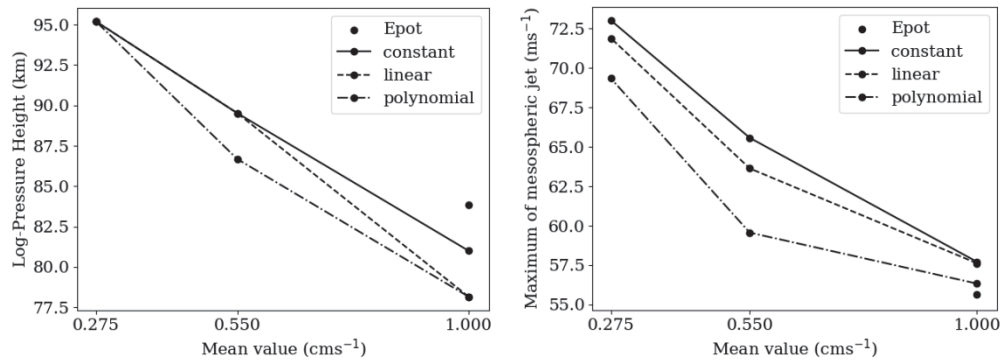 Log-Pressure Height (km)
95.0
92.5
90.0
87.5
85.0
82.5
80.0
77.5
Epot
constant
linear
polynomial
0.275
0.550
1.000
Mean value (cms⁻¹)
Maximum of mesospheric jet (ms⁻¹)
72.5
70.0
67.5
65.0
62.5
60.0
57.5
55.0
Epot
constant
linear
polynomial
0.275
0.550
1.000
Mean value (cms⁻¹)